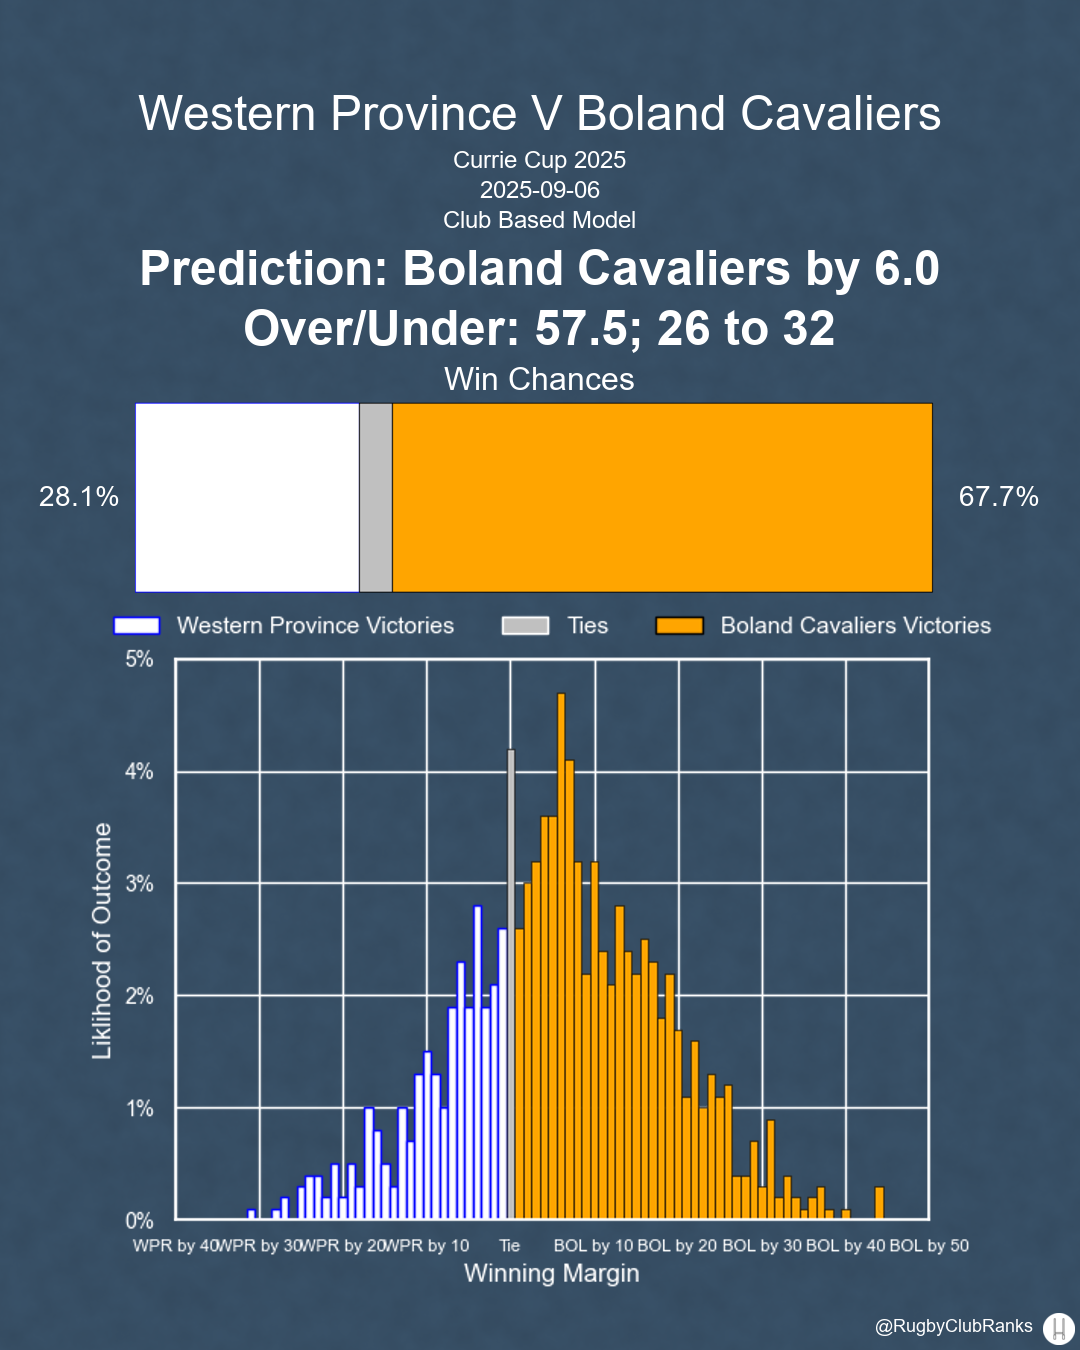 Western Province V Boland Cavaliers
Currie Cup 2025
2025-09-06
Club Based Model
Prediction: Boland Cavaliers by 6.0
Over/Under: 57.5; 26 to 32
Win Chances
28.1% 67.7%
Western Province Victories Ties Boland Cavaliers Victories
5%
4%
3%
2%
1%
0%
Liklihood of Outcome
WPR by 40 WPR by 30 WPR by 20 WPR by 10 Tie BOL by 10 BOL by 20 BOL by 30 BOL by 40 BOL by 50
Winning Margin
@RugbyClubRanks